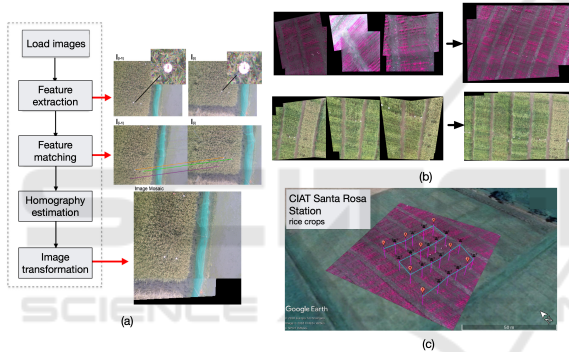 Load images
Feature
extraction
Feature
matching
Homography
estimation
Image
transformation
Image Mosaic
(a)
(b)
CIAT Santa Rosa
Station
rice crops
Google Earth
50 m
(c)